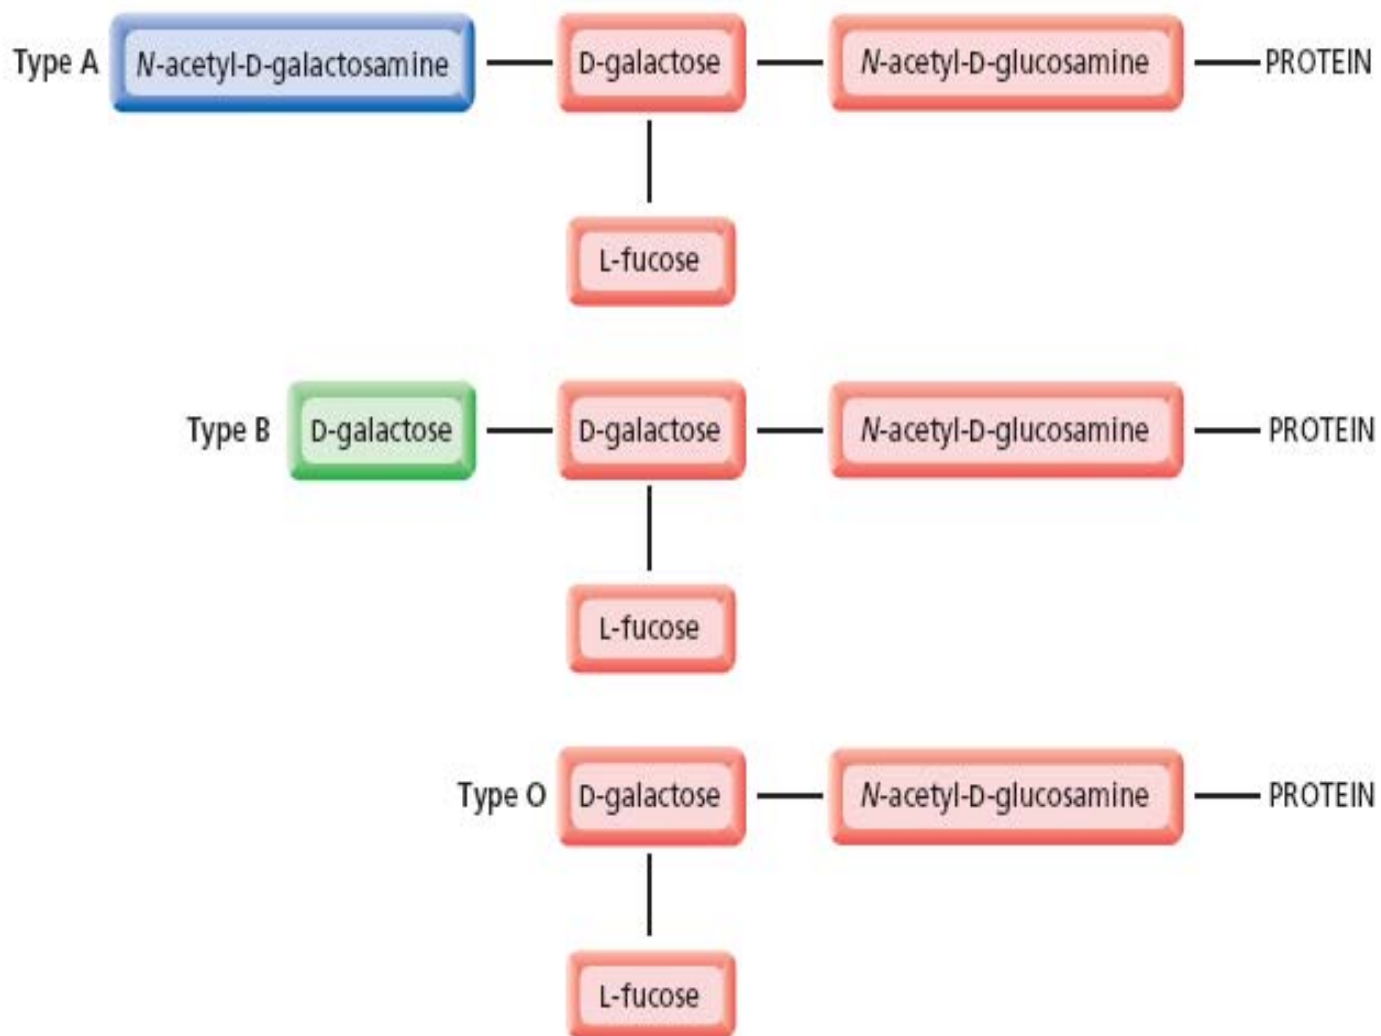 Type A N-acetyl-D-galactosamine D-galactose N-acetyl-D-glucosamine PROTEIN
L-fucose
Type B D-galactose D-galactose N-acetyl-D-glucosamine PROTEIN
L-fucose
Type O D-galactose N-acetyl-D-glucosamine PROTEIN
L-fucose